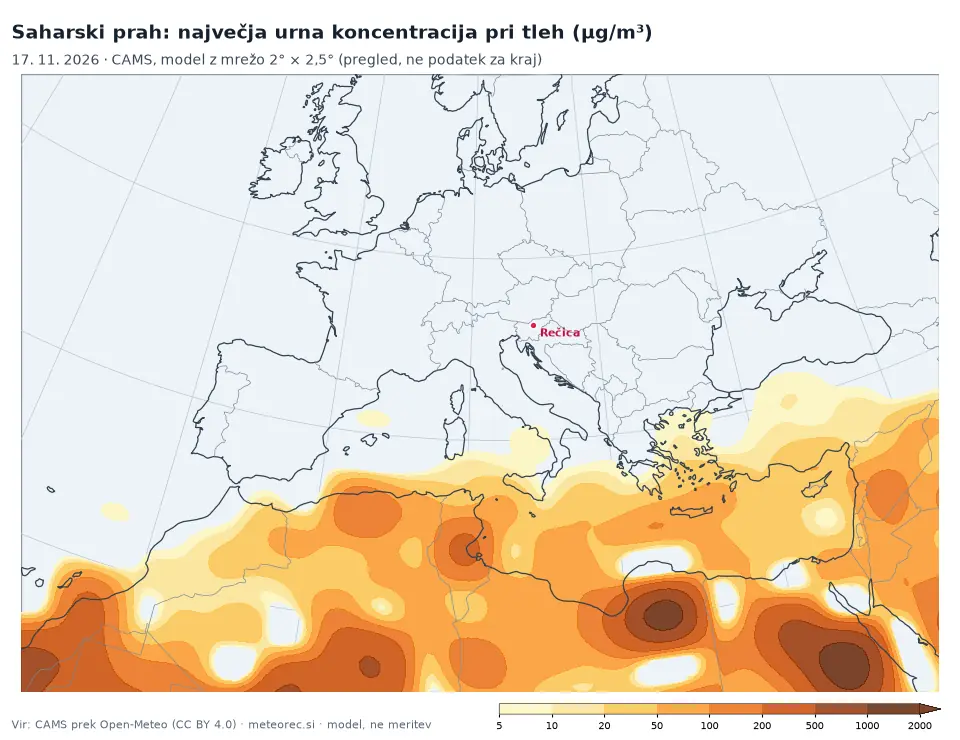 Saharski prah: največja urna koncentracija pri tleh (µg/m³)
17. 11. 2026 · CAMS, model z mrežo 2° × 2,5° (pregled, ne podatek za kraj)
Rečica
Vir: CAMS prek Open-Meteo (CC BY 4.0) · meteorec.si · model, ne meritev
5 10 20 50 100 200 500 1000 2000